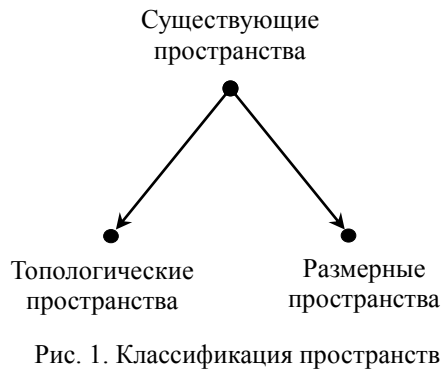 Существующие
пространства
Топологические
пространства
Размерные
пространства
Рис. 1. Классификация пространств